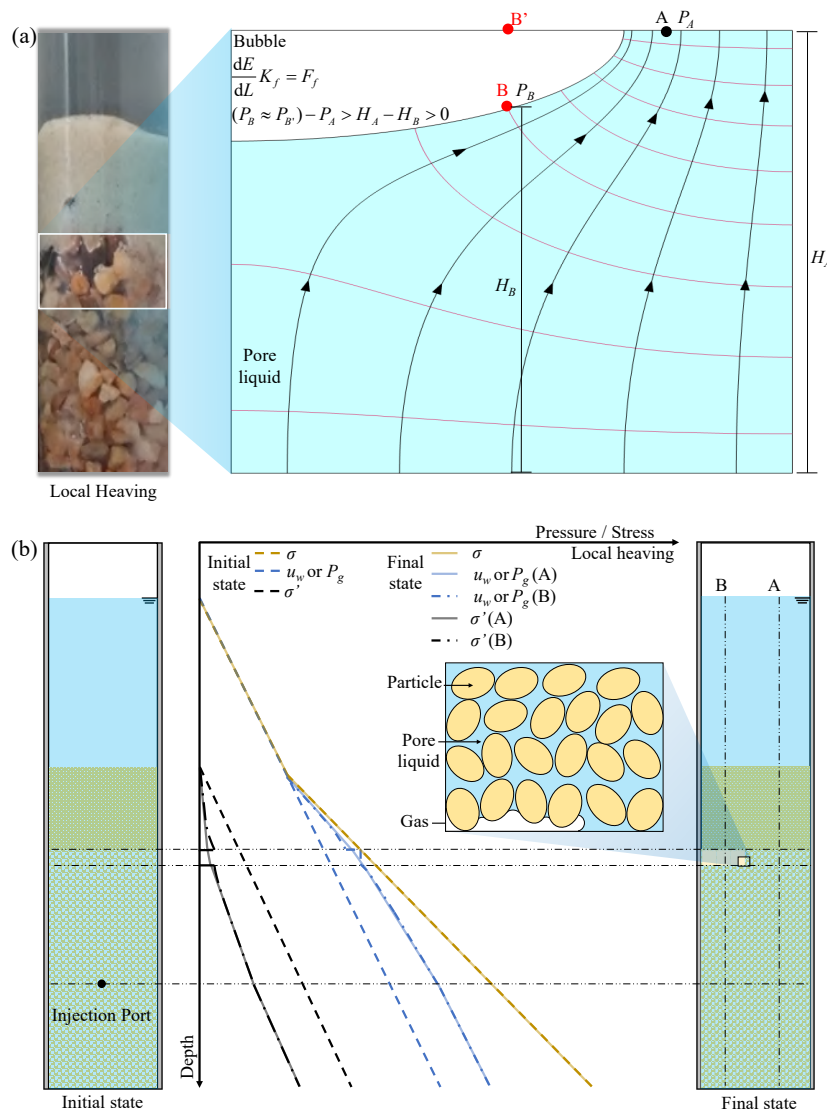 (a)
B'
A P_A
Bubble
dE/dL K_f = F_f
B P_B
(P_B ≈ P_B') − P_A > H_A − H_B > 0
H_B
Pore
liquid
Local Heaving
(b)
Pressure / Stress
Local heaving
Initial
state
σ
u_w or P_g
σ'
Final
state
σ
u_w or P_g (A)
u_w or P_g (B)
σ' (A)
σ' (B)
B A
Particle
Pore
liquid
Gas
Injection Port
Depth
Initial state
Final state